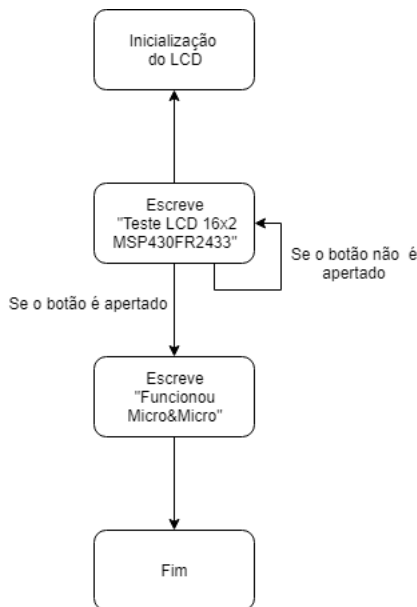 Inicialização
do LCD
Escreve
"Teste LCD 16x2
MSP430FR2433"
Se o botão não é
apertado
Se o botão é apertado
Escreve
"Funcionou
Micro&Micro"
Fim